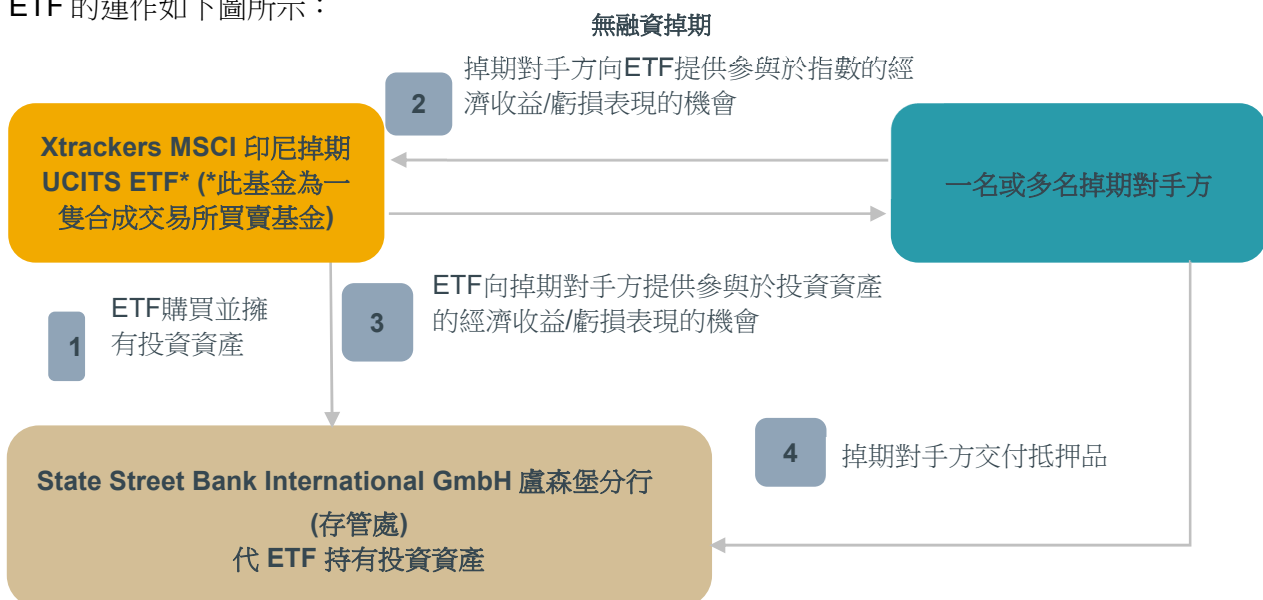 ETF 的運作如下圖所示：
無融資掉期
2
掉期對手方向ETF提供參與於指數的經
濟收益/虧損表現的機會
Xtrackers MSCI 印尼掉期
UCITS ETF* (*此基金為一
隻合成交易所買賣基金)
一名或多名掉期對手方
1
ETF購買並擁
有投資資產
3
ETF向掉期對手方提供參與於投資資產
的經濟收益/虧損表現的機會
4
掉期對手方交付抵押品
State Street Bank International GmbH 盧森堡分行
(存管處)
代 ETF 持有投資資產